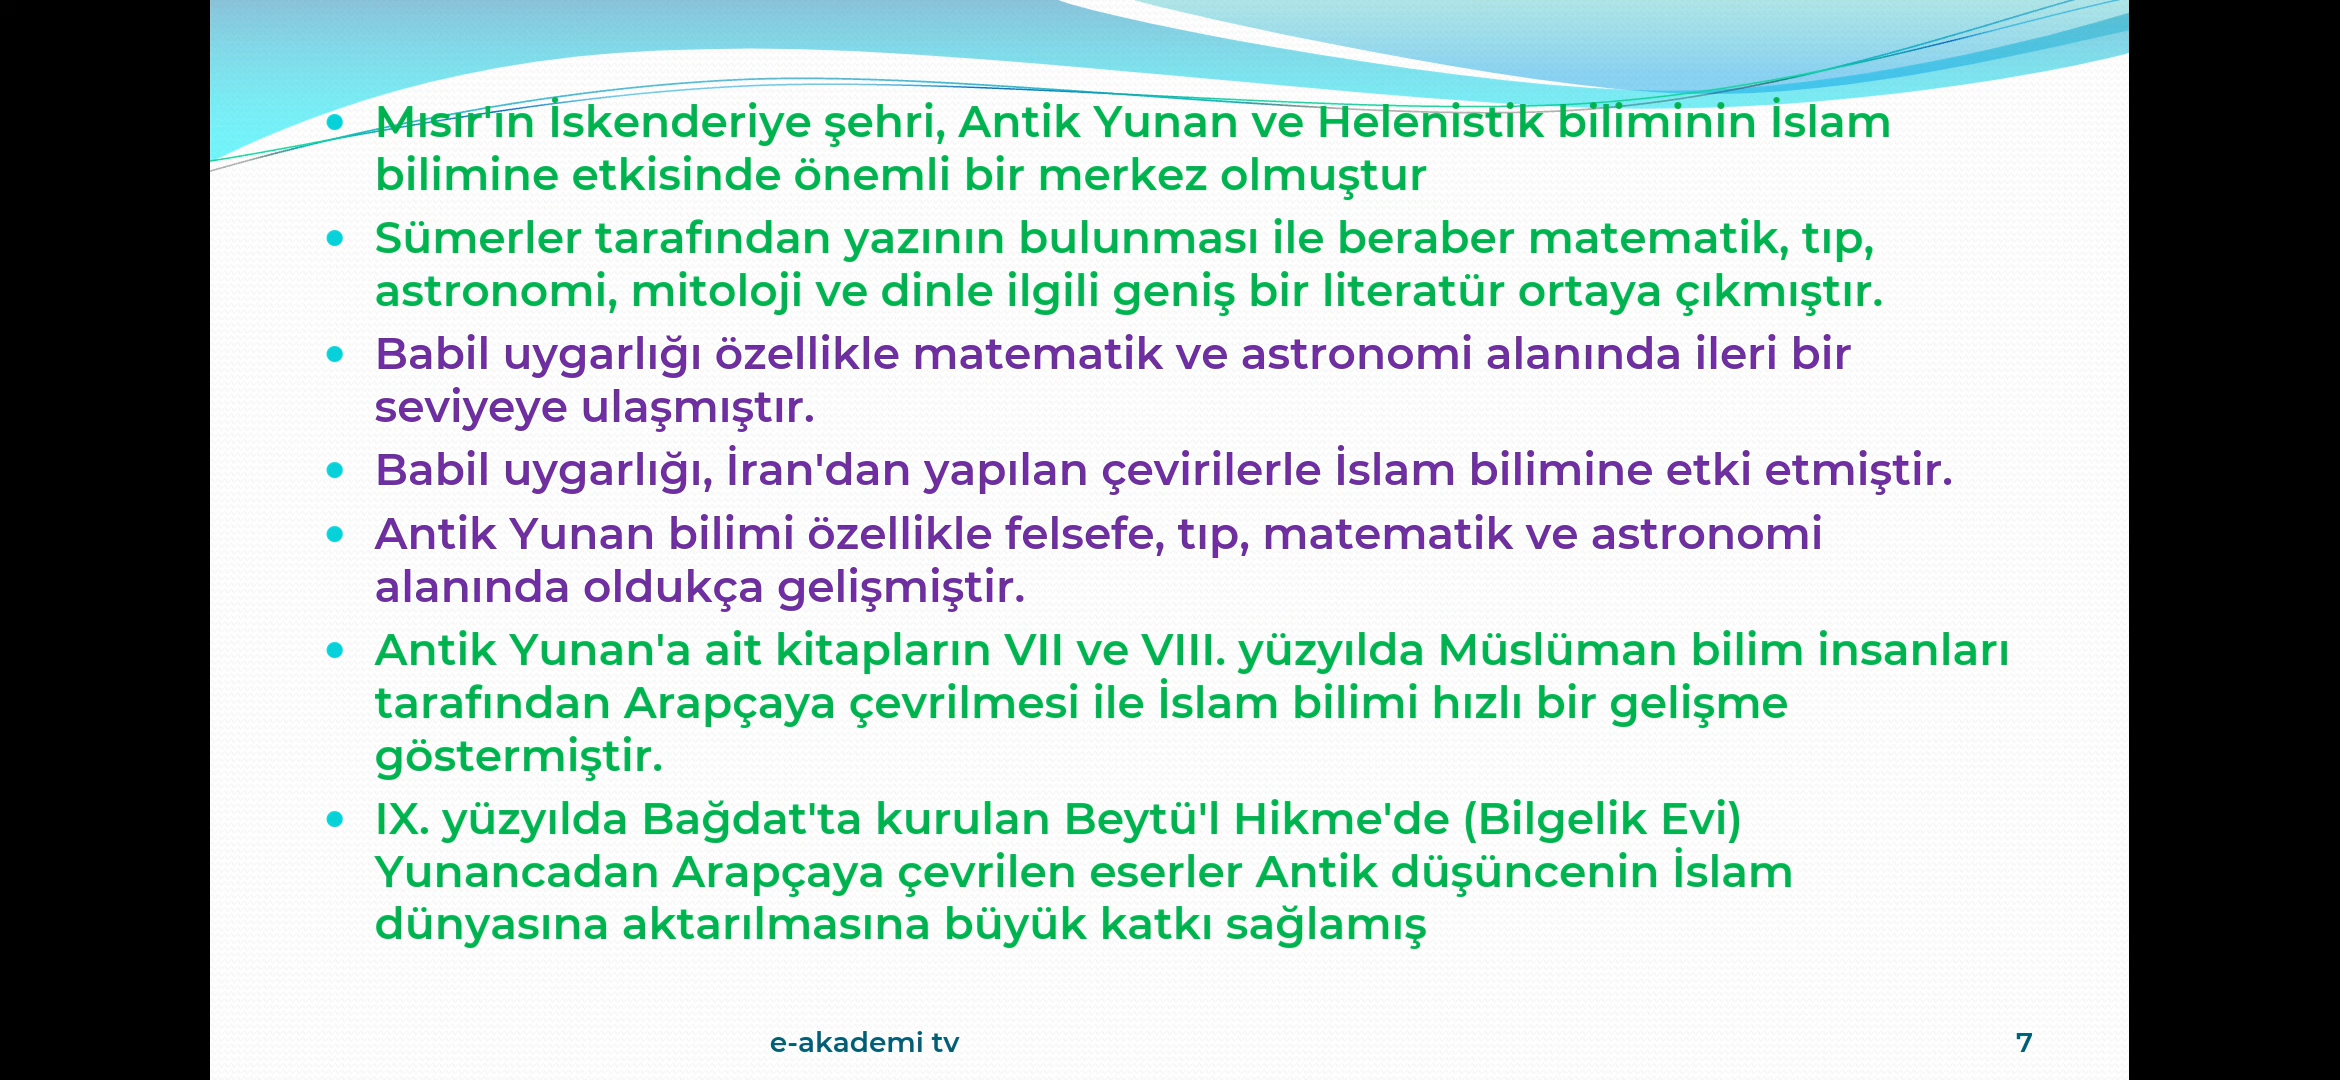 Mısır'ın İskenderiye şehri, Antik Yunan ve Helenistik biliminin İslam
bilimine etkisinde önemli bir merkez olmuştur
Sümerler tarafından yazının bulunması ile beraber matematik, tıp,
astronomi, mitoloji ve dinle ilgili geniş bir literatür ortaya çıkmıştır.
Babil uygarlığı özellikle matematik ve astronomi alanında ileri bir
seviyeye ulaşmıştır.
Babil uygarlığı, İran'dan yapılan çevirilerle İslam bilimine etki etmiştir.
Antik Yunan bilimi özellikle felsefe, tıp, matematik ve astronomi
alanında oldukça gelişmiştir.
Antik Yunan'a ait kitapların VII ve VIII. yüzyılda Müslüman bilim insanları
tarafından Arapçaya çevrilmesi ile İslam bilimi hızlı bir gelişme
göstermiştir.
IX. yüzyılda Bağdat'ta kurulan Beytü'l Hikme'de (Bilgelik Evi)
Yunancadan Arapçaya çevrilen eserler Antik düşüncenin İslam
dünyasına aktarılmasına büyük katkı sağlamış
e-akademi tv
7